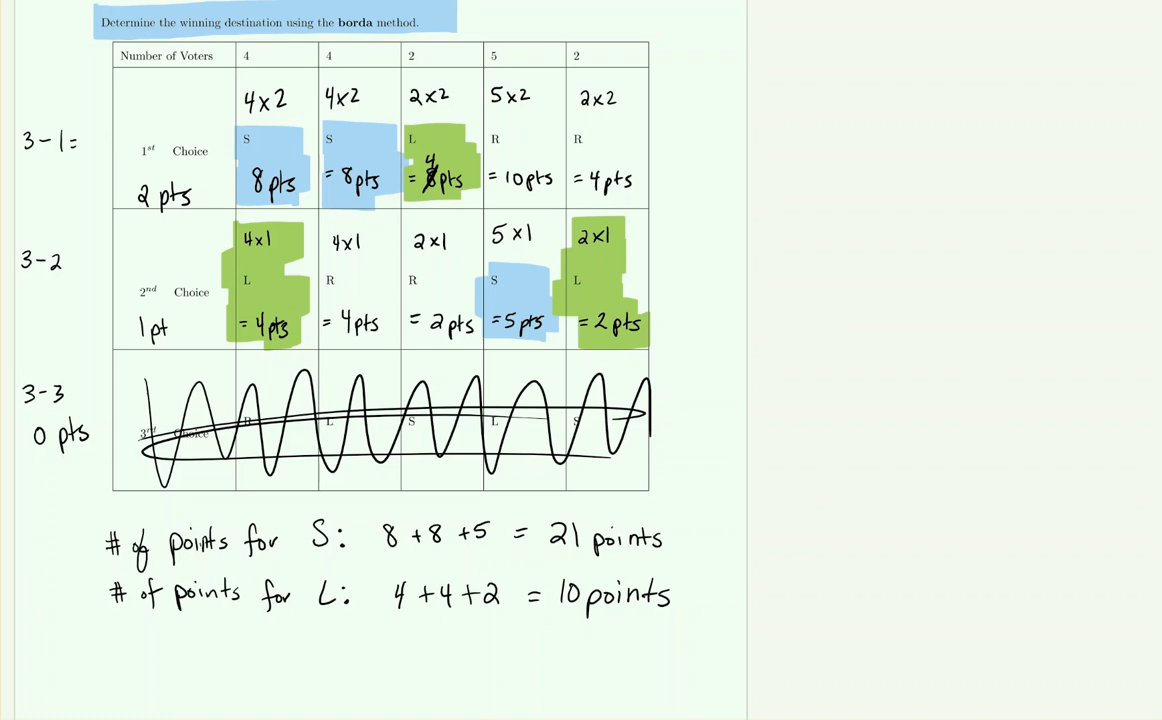 Determine the winning destination using the borda method.
Number of Voters 4 4 2 5 2
4x2 4x2 2x2 5x2 2x2
3-1=
1st Choice S S L R R
2 pts 8pts = 8pts = 4pts = 10pts = 4pts
4x1 4x1 2x1 5x1 2x1
3-2
2nd Choice L R R S L
1pt = 4pts = 4pts = 2pts =5pts = 2pts
3-3
3rd Choice R L S L S
0 pts
# of points for S: 8+8+5 = 21 points
# of points for L: 4+4+2 = 10 points